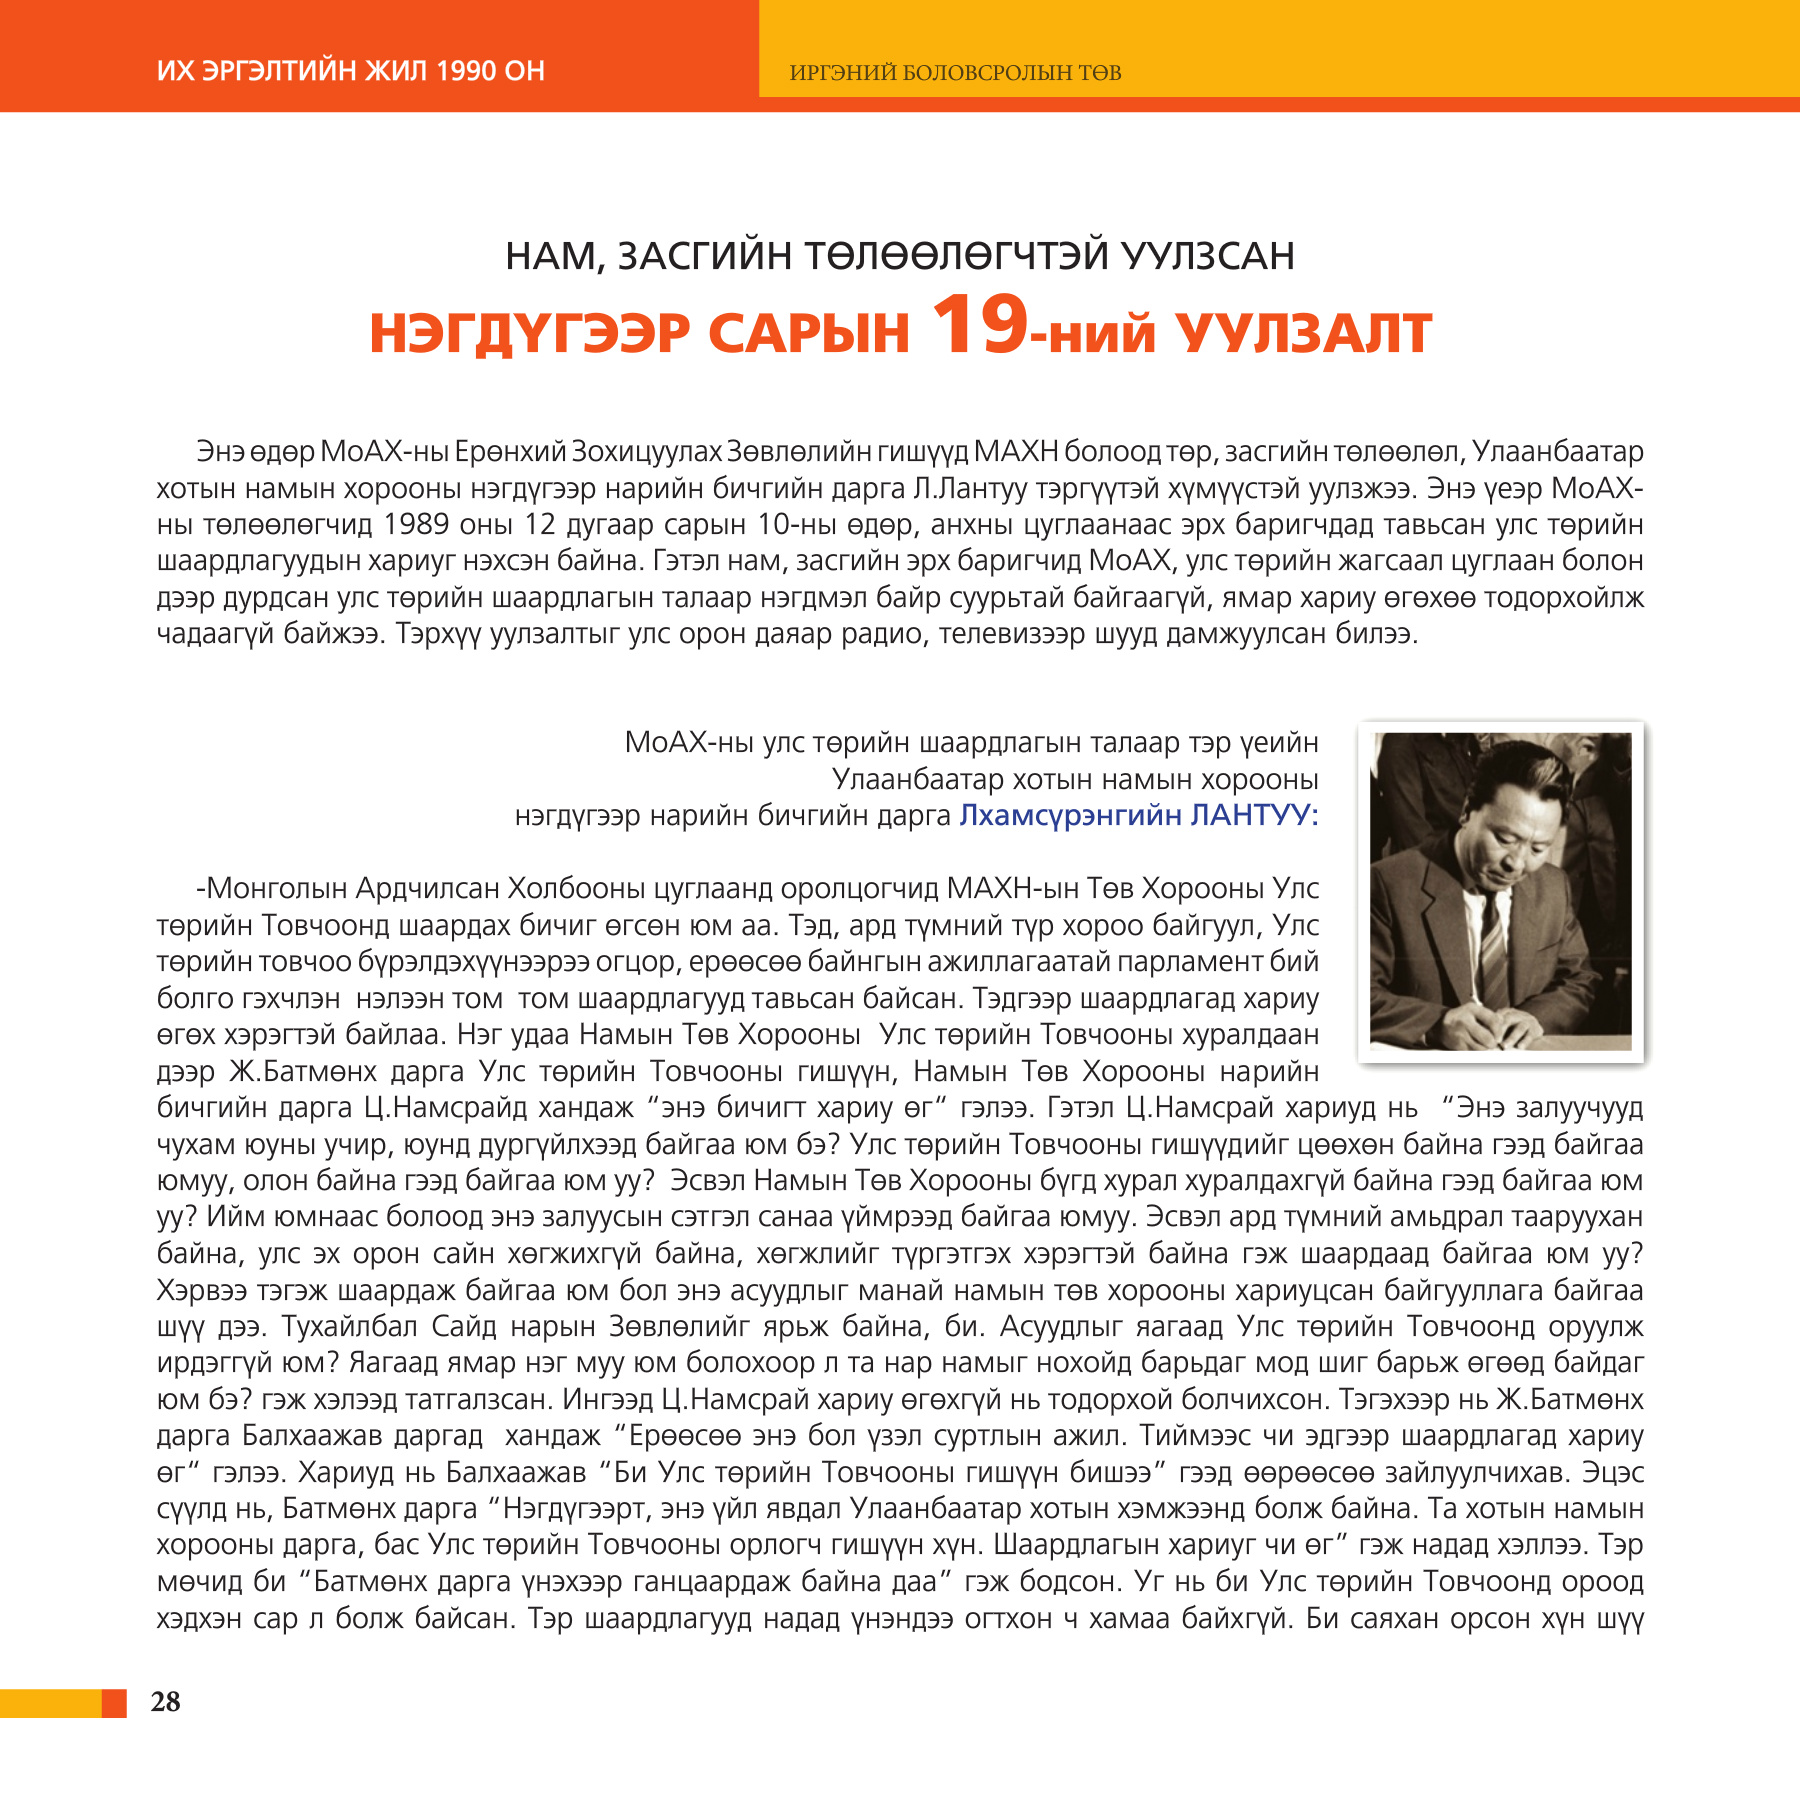 ИХ ЭРГЭЛТИЙН ЖИЛ 1990 ОН
ИРГЭНИЙ БОЛОВСРОЛЫН ТӨВ
НАМ, ЗАСГИЙН ТӨЛӨӨЛӨГЧТЭЙ УУЛЗСАН
НЭГДҮГЭЭР САРЫН 19-ний УУЛЗАЛТ
Энэ өдөр МоАХ-ны Ерөнхий Зохицуулах Зөвлөлийн гишүүд МАХН болоод төр, засгийн төлөөлөл, Улаанбаатар
хотын намын хорооны нэгдүгээр нарийн бичгийн дарга Л.Лантуу тэргүүтэй хүмүүстэй уулзжээ. Энэ үеэр МоАХ-
ны төлөөлөгчид 1989 оны 12 дугаар сарын 10-ны өдөр, анхны цуглаанаас эрх баригчдад тавьсан улс төрийн
шаардлагуудын хариуг нэхсэн байна. Гэтэл нам, засгийн эрх баригчид МоАХ, улс төрийн жагсаал цуглаан болон
дээр дурдсан улс төрийн шаардлагын талаар нэгдмэл байр суурьтай байгаагүй, ямар хариу өгөхөө тодорхойлж
чадаагүй байжээ. Тэрхүү уулзалтыг улс орон даяар радио, телевизээр шууд дамжуулсан билээ.
МоАХ-ны улс төрийн шаардлагын талаар тэр үеийн
Улаанбаатар хотын намын хорооны
нэгдүгээр нарийн бичгийн дарга Лхамсүрэнгийн ЛАНТУУ:
-Монголын Ардчилсан Холбооны цуглаанд оролцогчид МАХН-ын Төв Хорооны Улс
төрийн Товчоонд шаардах бичиг өгсөн юм аа. Тэд, ард түмний түр хороо байгуул, Улс
төрийн товчоо бүрэлдэхүүнээрээ огцор, ерөөсөө байнгын ажиллагаатай парламент бий
болго гэхчлэн нэлээн том том шаардлагууд тавьсан байсан. Тэдгээр шаардлагад хариу
өгөх хэрэгтэй байлаа. Нэг удаа Намын Төв Хорооны Улс төрийн Товчооны хуралдаан
дээр Ж.Батмөнх дарга Улс төрийн Товчооны гишүүн, Намын Төв Хорооны нарийн
бичгийн дарга Ц.Намсрайд хандаж “энэ бичигт хариу өг“ гэлээ. Гэтэл Ц.Намсрай хариуд нь “Энэ залуучууд
чухам юуны учир, юунд дургүйлхээд байгаа юм бэ? Улс төрийн Товчооны гишүүдийг цөөхөн байна гээд байгаа
юмуу, олон байна гээд байгаа юм уу? Эсвэл Намын Төв Хорооны бүгд хурал хуралдахгүй байна гээд байгаа юм
уу? Ийм юмнаас болоод энэ залуусын сэтгэл санаа үймрээд байгаа юмуу. Эсвэл ард түмний амьдрал тааруухан
байна, улс эх орон сайн хөгжихгүй байна, хөгжлийг түргэтгэх хэрэгтэй байна гэж шаардаад байгаа юм уу?
Хэрвээ тэгэж шаардаж байгаа юм бол энэ асуудлыг манай намын төв хорооны хариуцсан байгууллага байгаа
шүү дээ. Тухайлбал Сайд нарын Зөвлөлийг ярьж байна, би. Асуудлыг яагаад Улс төрийн Товчоонд оруулж
ирдэггүй юм? Яагаад ямар нэг муу юм болохоор л та нар намыг нохойд барьдаг мод шиг барьж өгөөд байдаг
юм бэ? гэж хэлээд татгалзсан. Ингээд Ц.Намсрай хариу өгөхгүй нь тодорхой болчихсон. Тэгэхээр нь Ж.Батмөнх
дарга Балхаажав даргад хандаж “Ерөөсөө энэ бол үзэл суртлын ажил. Тиймээс чи эдгээр шаардлагад хариу
өг“ гэлээ. Хариуд нь Балхаажав “Би Улс төрийн Товчооны гишүүн бишээ” гээд өөрөөсөө зайлуулчихав. Эцэс
сүүлд нь, Батмөнх дарга “Нэгдүгээрт, энэ үйл явдал Улаанбаатар хотын хэмжээнд болж байна. Та хотын намын
хорооны дарга, бас Улс төрийн Товчооны орлогч гишүүн хүн. Шаардлагын хариуг чи өг” гэж надад хэллээ. Тэр
мөчид би “Батмөнх дарга үнэхээр ганцаардаж байна даа” гэж бодсон. Уг нь би Улс төрийн Товчоонд ороод
хэдхэн сар л болж байсан. Тэр шаардлагууд надад үнэндээ огтхон ч хамаа байхгүй. Би саяхан орсон хүн шүү
28